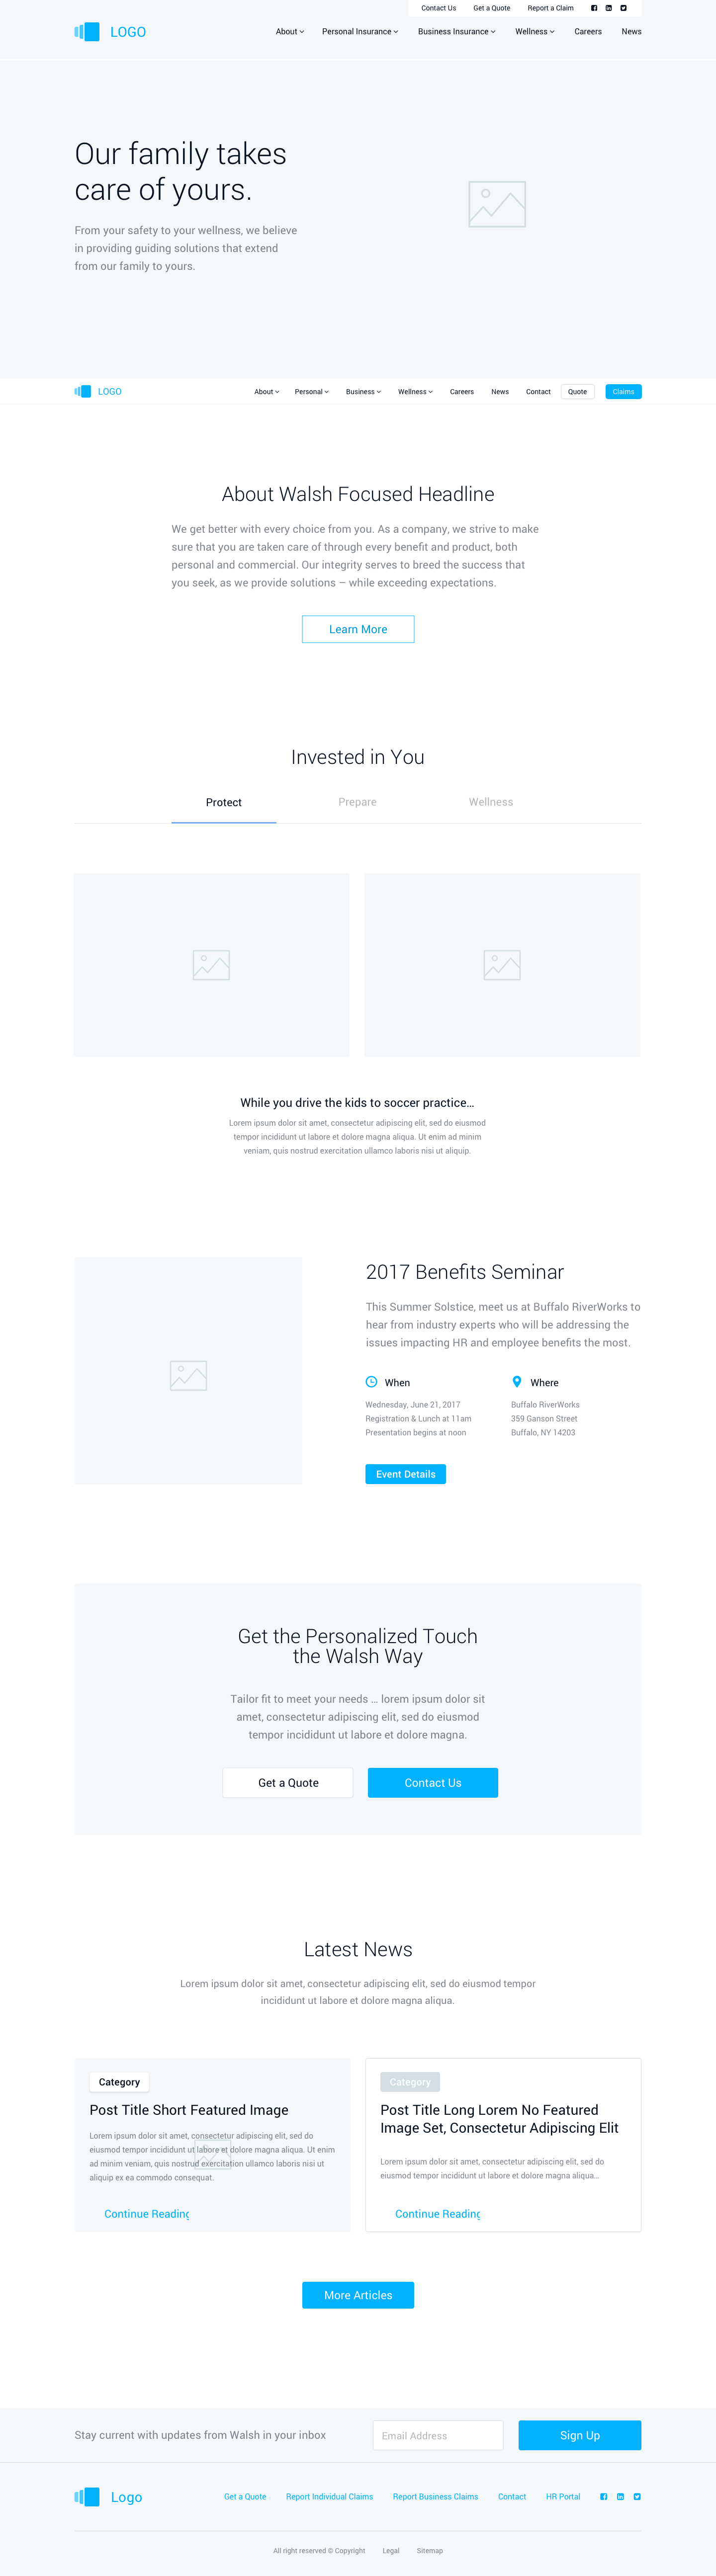 Contact Us Get a Quote Report a Claim
LOGO About Personal Insurance Business Insurance Wellness Careers News
Our family takes
care of yours.
From your safety to your wellness, we believe
in providing guiding solutions that extend
from our family to yours.
LOGO About Personal Business Wellness Careers News Contact Quote Claims
About Walsh Focused Headline
We get better with every choice from you. As a company, we strive to make
sure that you are taken care of through every benefit and product, both
personal and commercial. Our integrity serves to breed the success that
you seek, as we provide solutions – while exceeding expectations.
Learn More
Invested in You
Protect Prepare Wellness
While you drive the kids to soccer practice…
Lorem ipsum dolor sit amet, consectetur adipiscing elit, sed do eiusmod
tempor incididunt ut labore et dolore magna aliqua. Ut enim ad minim
veniam, quis nostrud exercitation ullamco laboris nisi ut aliquip.
2017 Benefits Seminar
This Summer Solstice, meet us at Buffalo RiverWorks to
hear from industry experts who will be addressing the
issues impacting HR and employee benefits the most.
When
Wednesday, June 21, 2017
Registration & Lunch at 11am
Presentation begins at noon
Where
Buffalo RiverWorks
359 Ganson Street
Buffalo, NY 14203
Event Details
Get the Personalized Touch
the Walsh Way
Tailor fit to meet your needs … lorem ipsum dolor sit
amet, consectetur adipiscing elit, sed do eiusmod
tempor incididunt ut labore et dolore magna.
Get a Quote Contact Us
Latest News
Lorem ipsum dolor sit amet, consectetur adipiscing elit, sed do eiusmod tempor
incididunt ut labore et dolore magna aliqua.
Category
Post Title Short Featured Image
Lorem ipsum dolor sit amet, consectetur adipiscing elit, sed do
eiusmod tempor incididunt ut labore et dolore magna aliqua. Ut enim
ad minim veniam, quis nostrud exercitation ullamco laboris nisi ut
aliquip ex ea commodo consequat.
Continue Reading
Category
Post Title Long Lorem No Featured
Image Set, Consectetur Adipiscing Elit
Lorem ipsum dolor sit amet, consectetur adipiscing elit, sed do
eiusmod tempor incididunt ut labore et dolore magna aliqua…
Continue Reading
More Articles
Stay current with updates from Walsh in your inbox Email Address Sign Up
Logo Get a Quote Report Individual Claims Report Business Claims Contact HR Portal
All right reserved © Copyright Legal Sitemap